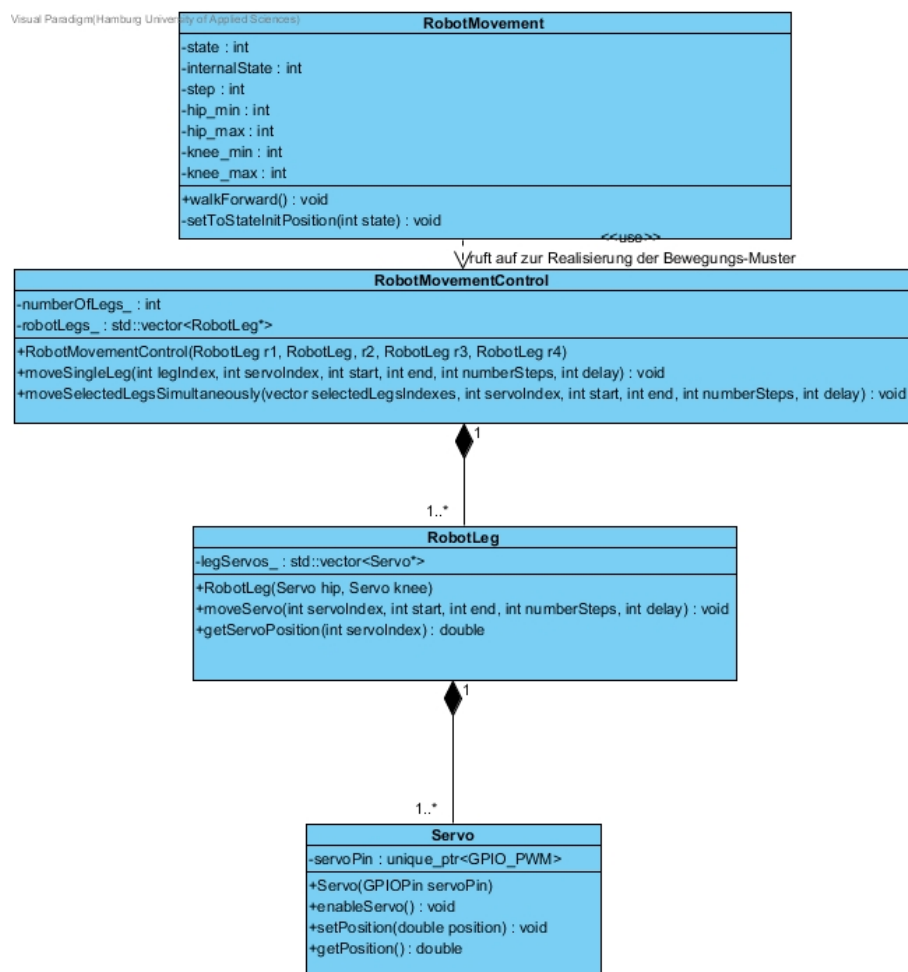 Visual Paradigm(Hamburg University of Applied Sciences)
RobotMovement
-state : int
-internalState : int
-step : int
-hip_min : int
-hip_max : int
-knee_min : int
-knee_max : int
+walkForward() : void
-setToStateInitPosition(int state) : void
<<use>>
ruft auf zur Realisierung der Bewegungs-Muster
RobotMovementControl
-numberOfLegs_ : int
-robotLegs_ : std::vector<RobotLeg*>
+RobotMovementControl(RobotLeg r1, RobotLeg, r2, RobotLeg r3, RobotLeg r4)
+moveSingleLeg(int legIndex, int servoIndex, int start, int end, int numberSteps, int delay) : void
+moveSelectedLegsSimultaneously(vector selectedLegsIndexes, int servoIndex, int start, int end, int numberSteps, int delay) : void
1
1..*
RobotLeg
-legServos_ : std::vector<Servo*>
+RobotLeg(Servo hip, Servo knee)
+moveServo(int servoIndex, int start, int end, int numberSteps, int delay) : void
+getServoPosition(int servoIndex) : double
1
1..*
Servo
-servoPin : unique_ptr<GPIO_PWM>
+Servo(GPIOPin servoPin)
+enableServo() : void
+setPosition(double position) : void
+getPosition() : double